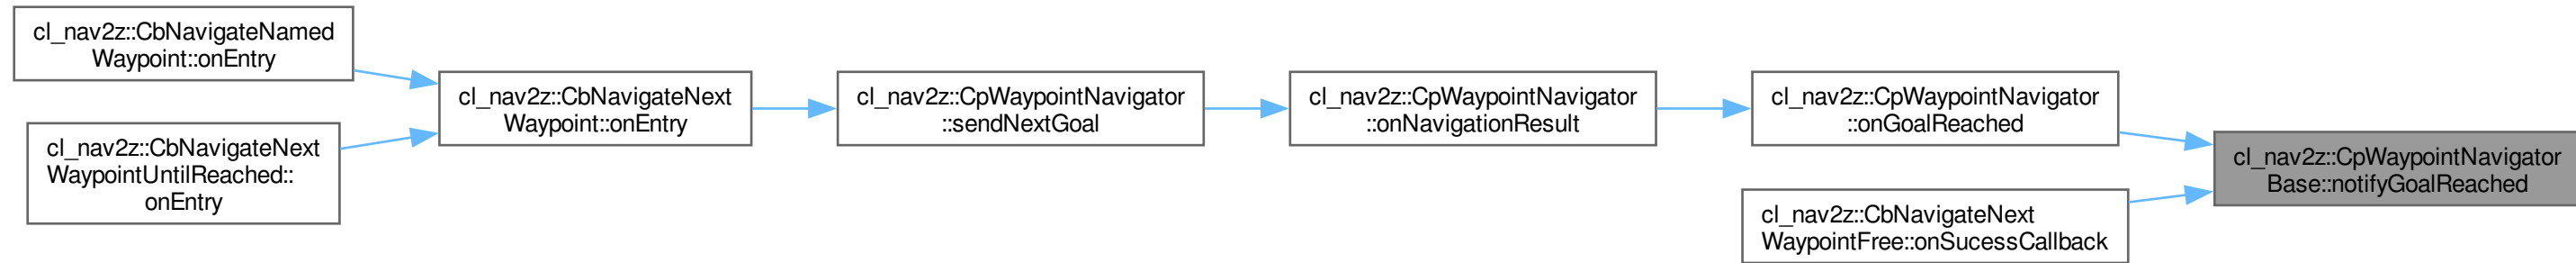 cl_nav2z::CbNavigateNamed
Waypoint::onEntry
cl_nav2z::CbNavigateNext
WaypointUntilReached::
onEntry
cl_nav2z::CbNavigateNext
Waypoint::onEntry
cl_nav2z::CpWaypointNavigator
::sendNextGoal
cl_nav2z::CpWaypointNavigator
::onNavigationResult
cl_nav2z::CpWaypointNavigator
::onGoalReached
cl_nav2z::CbNavigateNext
WaypointFree::onSucessCallback
cl_nav2z::CpWaypointNavigator
Base::notifyGoalReached